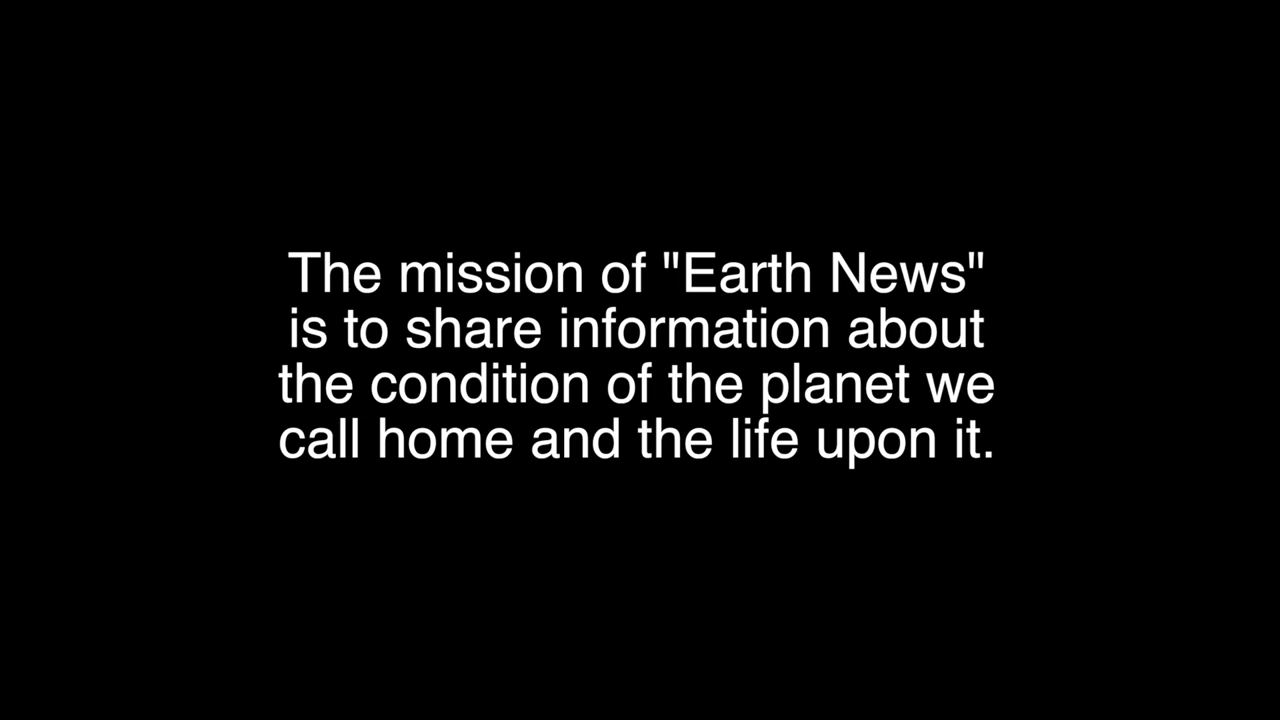 The mission of "Earth News"
is to share information about
the condition of the planet we
call home and the life upon it.